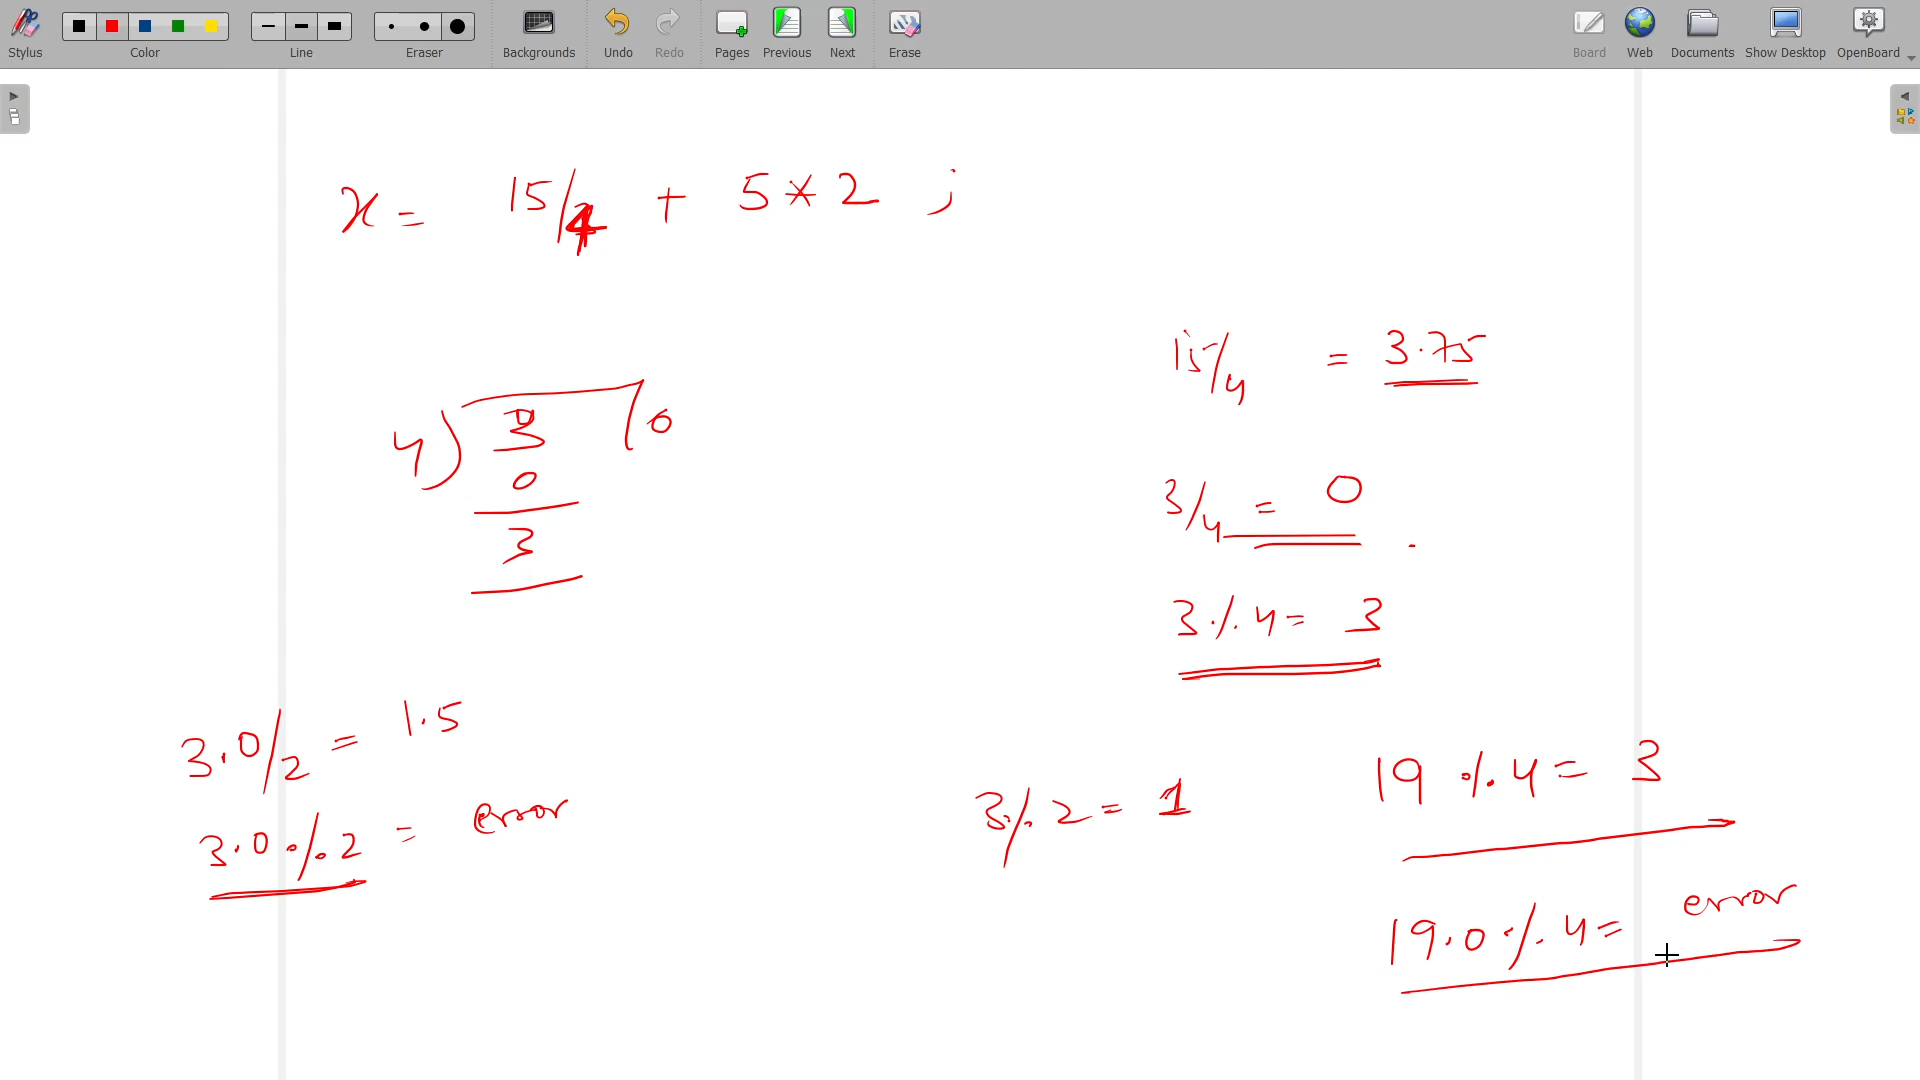 Stylus Color Line Eraser Backgrounds Undo Redo Pages Previous Next Erase Board Web Documents Show Desktop OpenBoard
x = 15/4 + 5*2 ;
15/4 = 3.75
4) 3 (0
0
3
3/4 = 0
3 % 4 = 3
3.0/2 = 1.5
3.0 % 2 = error
3 % 2 = 1
19 % 4 = 3
19.0 % 4 = error